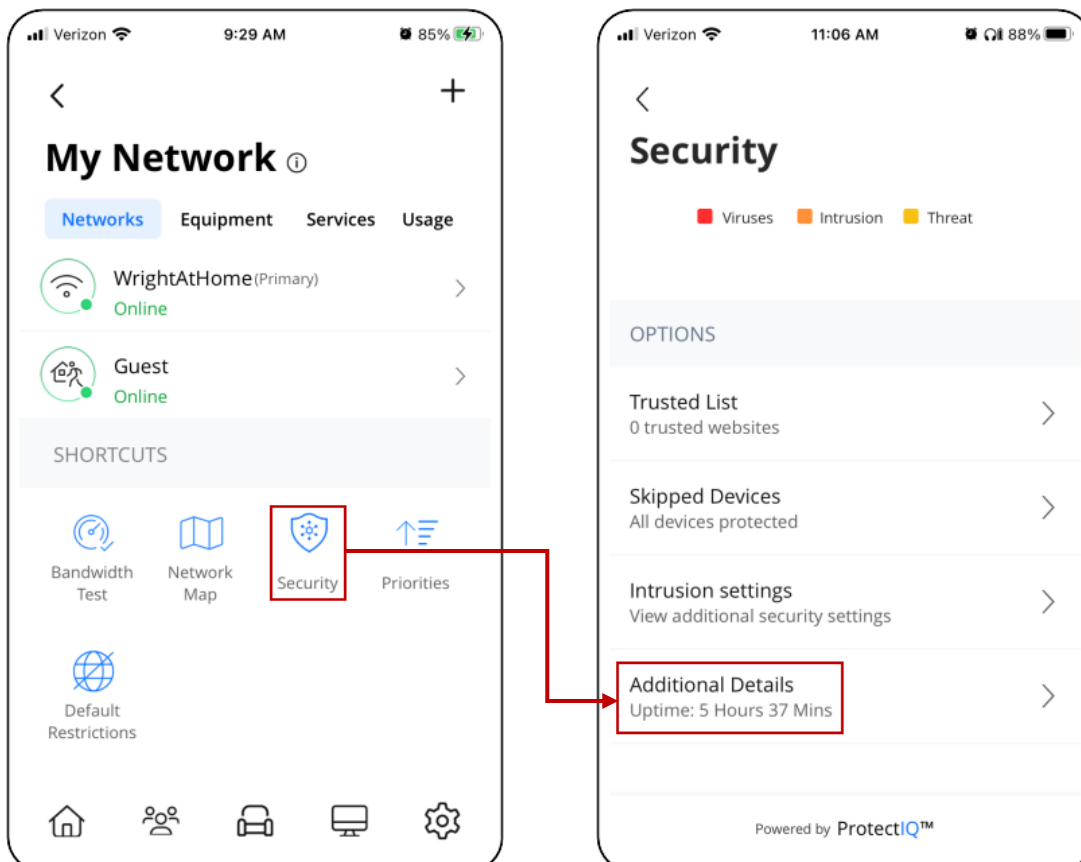 Verizon 9:29 AM 85%
My Network
Networks Equipment Services Usage
WrightAtHome (Primary)
Online
Guest
Online
SHORTCUTS
Bandwidth Test
Network Map
Security
Priorities
Default Restrictions
Verizon 11:06 AM 88%
Security
Viruses Intrusion Threat
OPTIONS
Trusted List
0 trusted websites
Skipped Devices
All devices protected
Intrusion settings
View additional security settings
Additional Details
Uptime: 5 Hours 37 Mins
Powered by ProtectIQ™